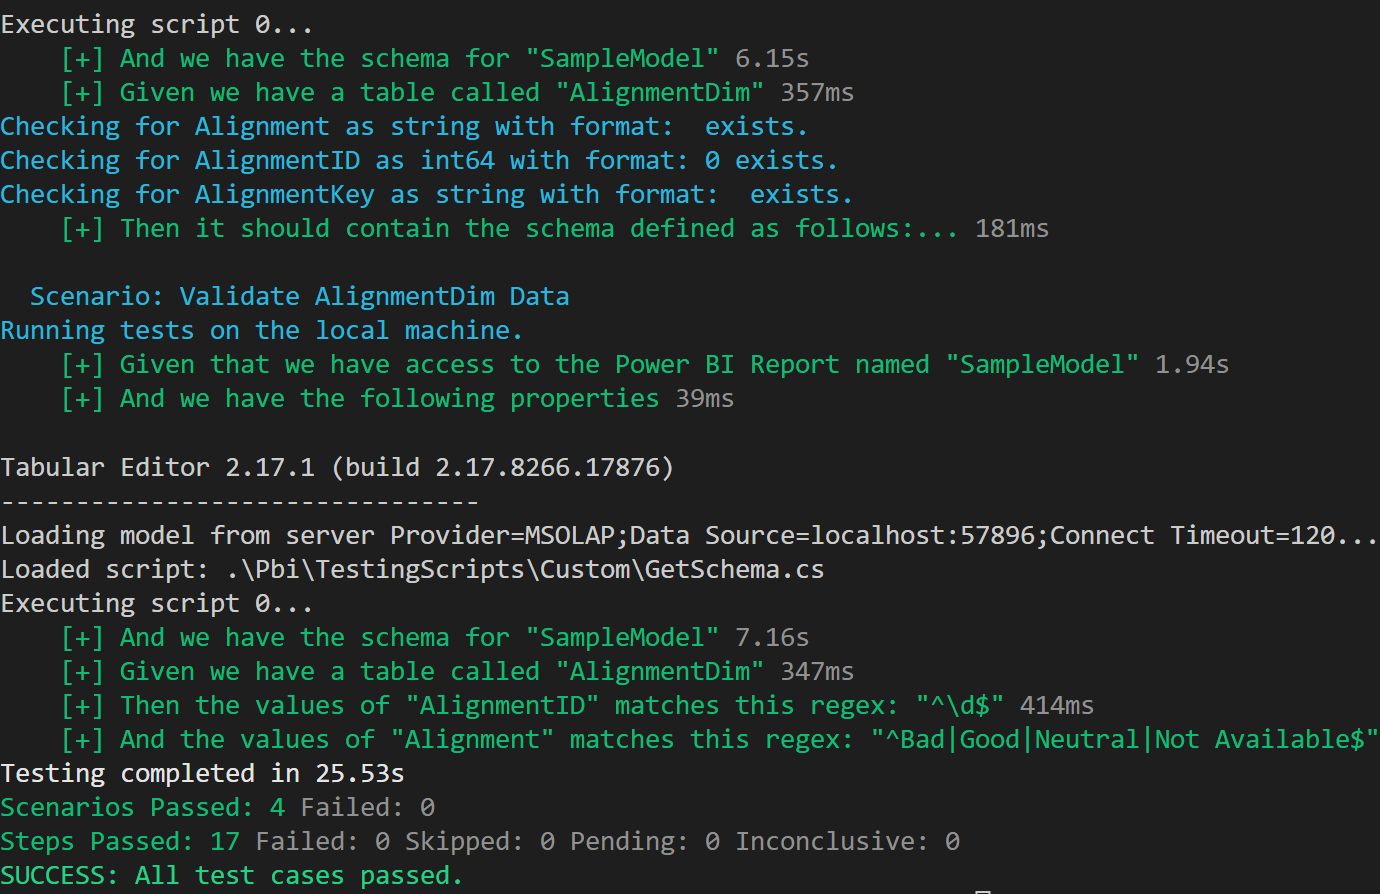 Executing script 0...
[+] And we have the schema for "SampleModel" 6.15s
[+] Given we have a table called "AlignmentDim" 357ms
Checking for Alignment as string with format:  exists.
Checking for AlignmentID as int64 with format: 0 exists.
Checking for AlignmentKey as string with format:  exists.
[+] Then it should contain the schema defined as follows:... 181ms
Scenario: Validate AlignmentDim Data
Running tests on the local machine.
[+] Given that we have access to the Power BI Report named "SampleModel" 1.94s
[+] And we have the following properties 39ms
Tabular Editor 2.17.1 (build 2.17.8266.17876)
--------------------------------
Loading model from server Provider=MSOLAP;Data Source=localhost:57896;Connect Timeout=120...
Loaded script: .\Pbi\TestingScripts\Custom\GetSchema.cs
Executing script 0...
[+] And we have the schema for "SampleModel" 7.16s
[+] Given we have a table called "AlignmentDim" 347ms
[+] Then the values of "AlignmentID" matches this regex: "^\d$" 414ms
[+] And the values of "Alignment" matches this regex: "^Bad|Good|Neutral|Not Available$"
Testing completed in 25.53s
Scenarios Passed: 4 Failed: 0
Steps Passed: 17 Failed: 0 Skipped: 0 Pending: 0 Inconclusive: 0
SUCCESS: All test cases passed.